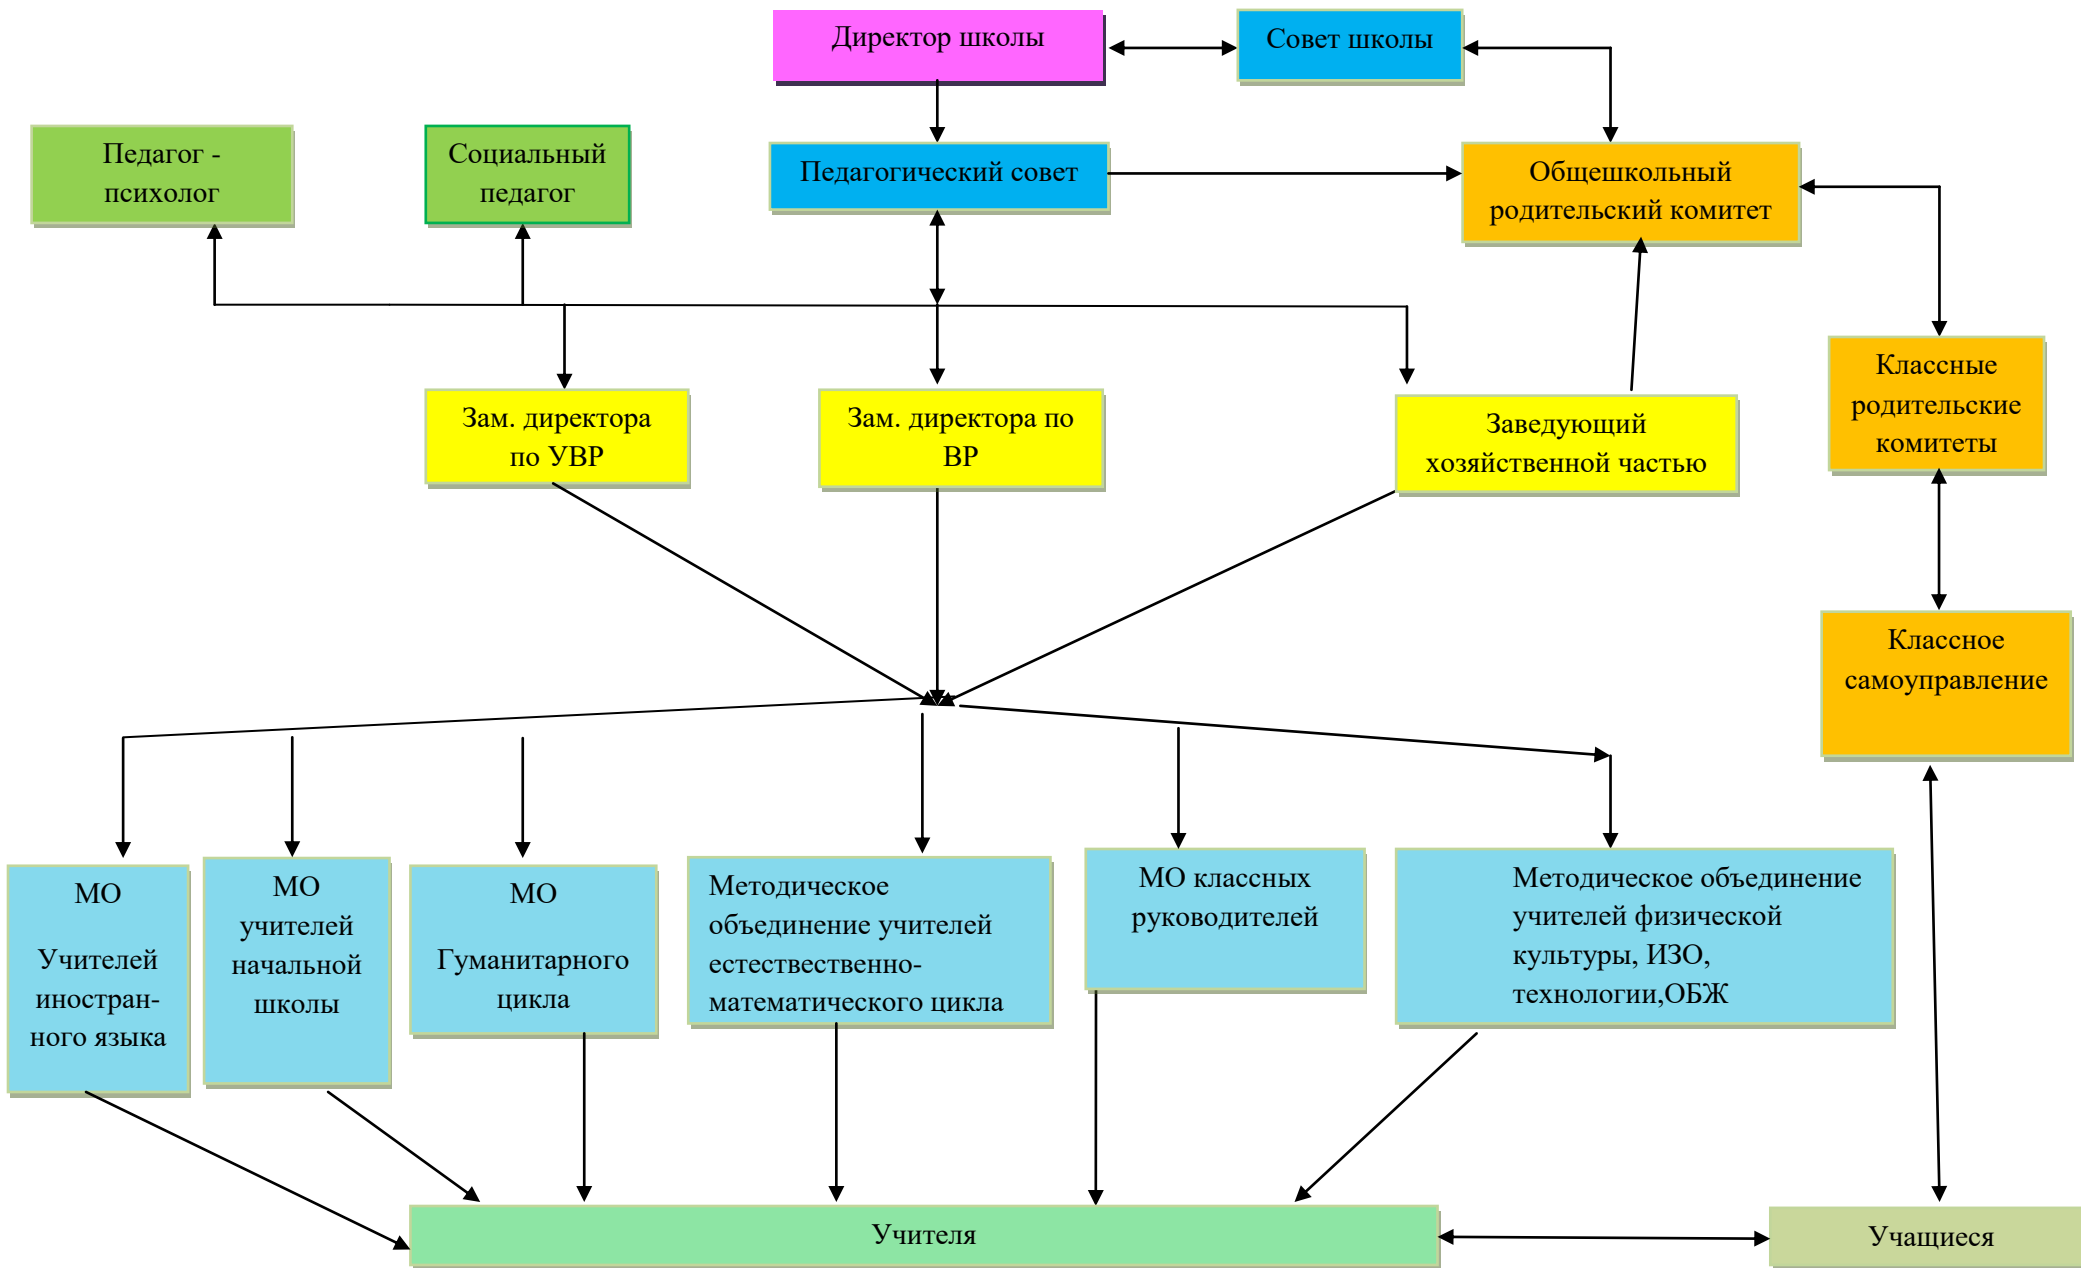 Директор школы
Совет школы
Педагог -
психолог
Социальный
педагог
Педагогический совет
Общешкольный
родительский комитет
Зам. директора
по УВР
Зам. директора по
ВР
Заведующий
хозяйственной частью
Классные
родительские
комитеты
Классное
самоуправление
МО
Учителей
иностран-
ного языка
МО
учителей
начальной
школы
МО
Гуманитарного
цикла
Методическое
объединение учителей
естествественно-
математического цикла
МО классных
руководителей
Методическое объединение
учителей физической
культуры, ИЗО,
технологии,ОБЖ
Учителя
Учащиеся